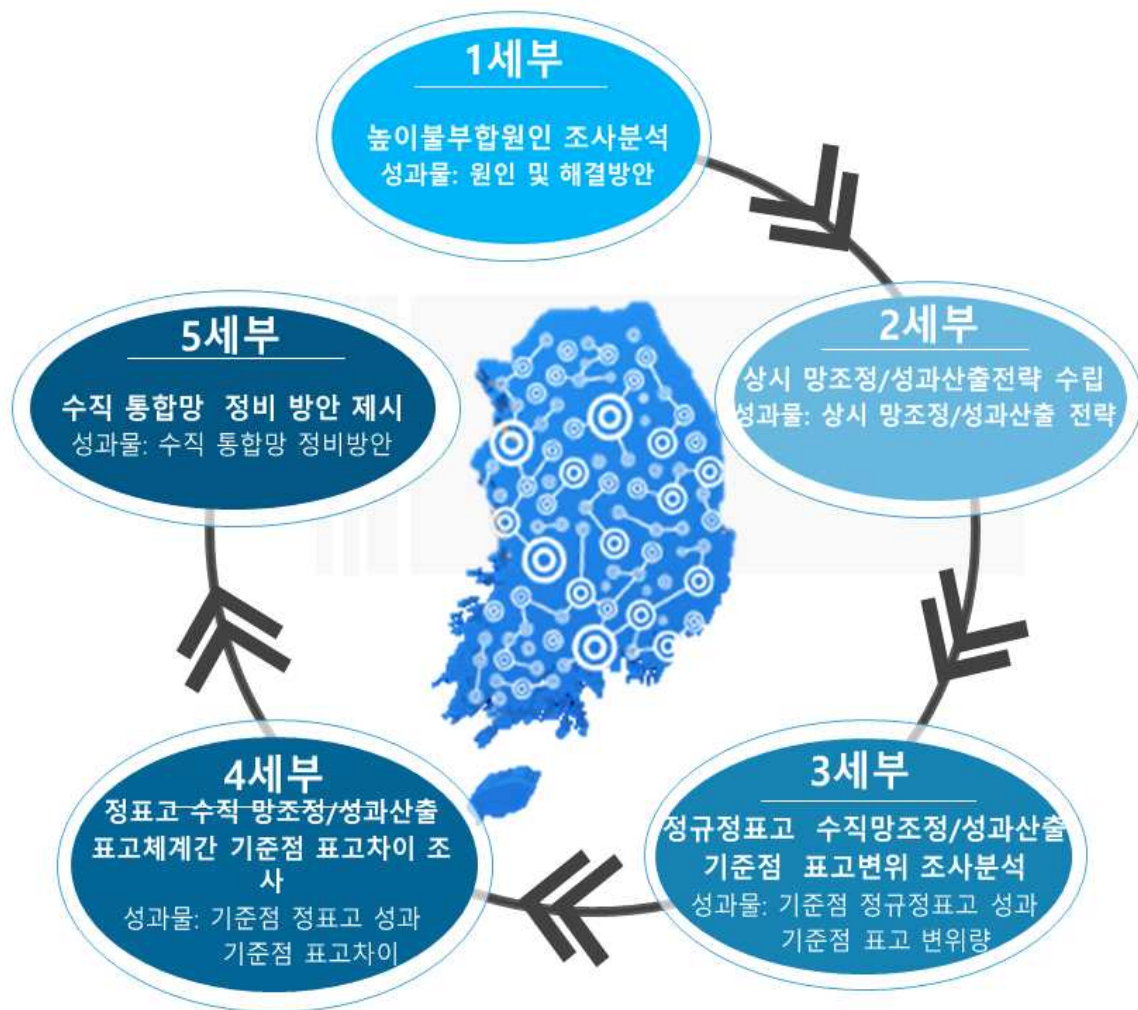 1세부
높이불부합원인 조사분석
성과물: 원인 및 해결방안
2세부
상시 망조정/성과산출전략 수립
성과물: 상시 망조정/성과산출 전략
3세부
정규정표고 수직망조정/성과산출
기준점 표고변위 조사분석
성과물: 기준점 정규정표고 성과
기준점 표고 변위량
4세부
정표고 수직 망조정/성과산출
표고체계간 기준점 표고차이 조
사
성과물: 기준점 정표고 성과
기준점 표고차이
5세부
수직 통합망 정비 방안 제시
성과물: 수직 통합망 정비방안